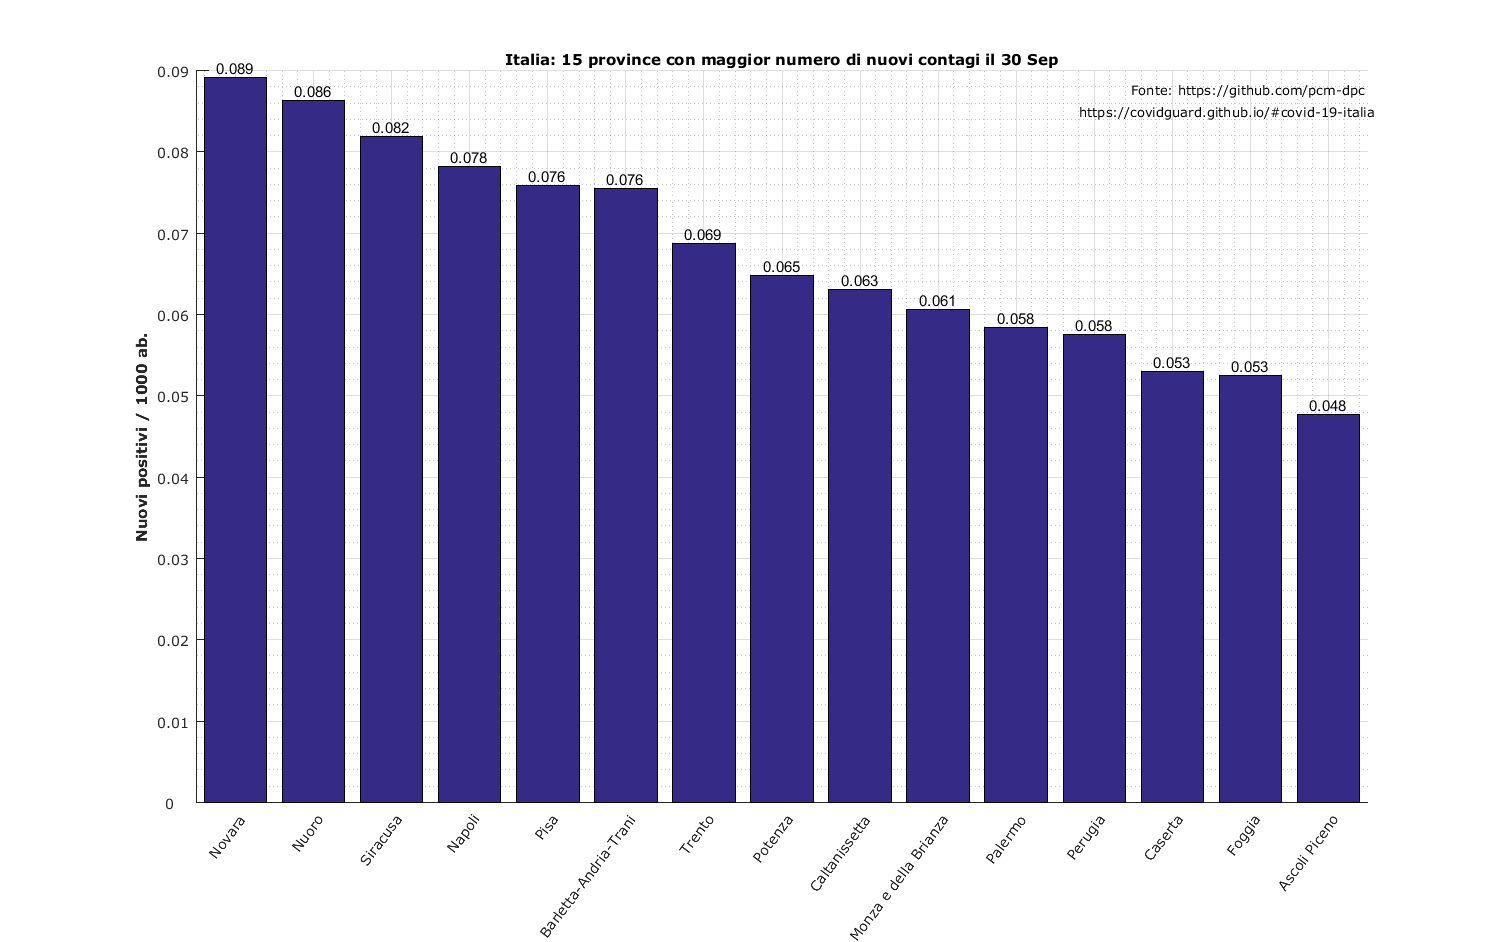 Italia: 15 province con maggior numero di nuovi contagi il 30 Sep
Fonte: https://github.com/pcm-dpc
https://covidguard.github.io/#covid-19-italia
Nuovi positivi / 1000 ab.
0.09
0.08
0.07
0.06
0.05
0.04
0.03
0.02
0.01
0
0.089
0.086
0.082
0.078
0.076
0.076
0.069
0.065
0.063
0.061
0.058
0.058
0.053
0.053
0.048
Novara
Nuoro
Siracusa
Napoli
Pisa
Barletta-Andria-Trani
Trento
Potenza
Caltanissetta
Monza e della Brianza
Palermo
Perugia
Caserta
Foggia
Ascoli Piceno